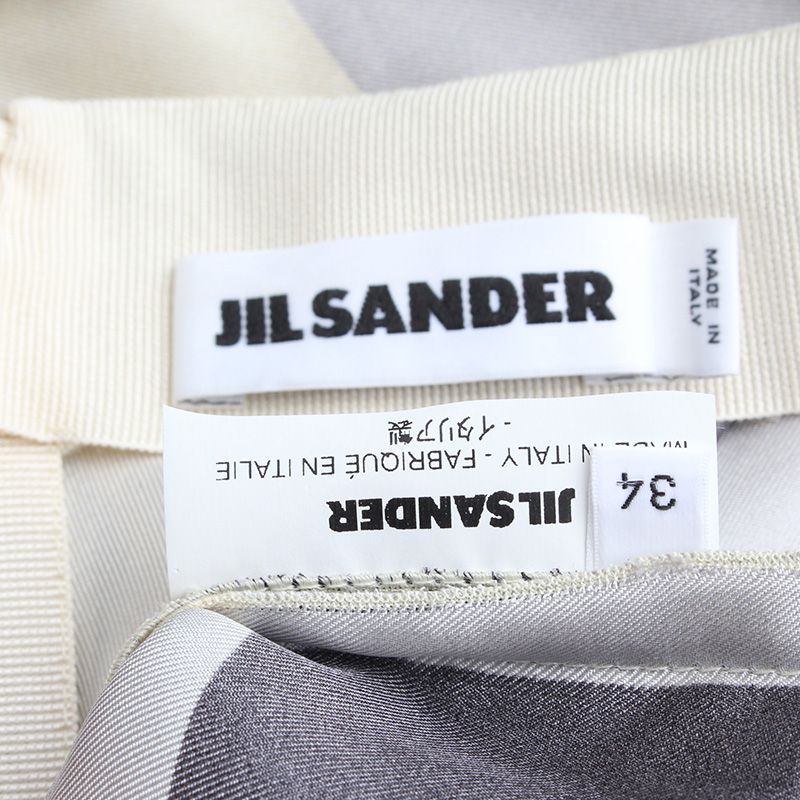 JIL SANDER
MADE IN
ITALY
JIL SANDER
MADE IN ITALY - FABRIQUÉ EN ITALIE
- イタリア製
34